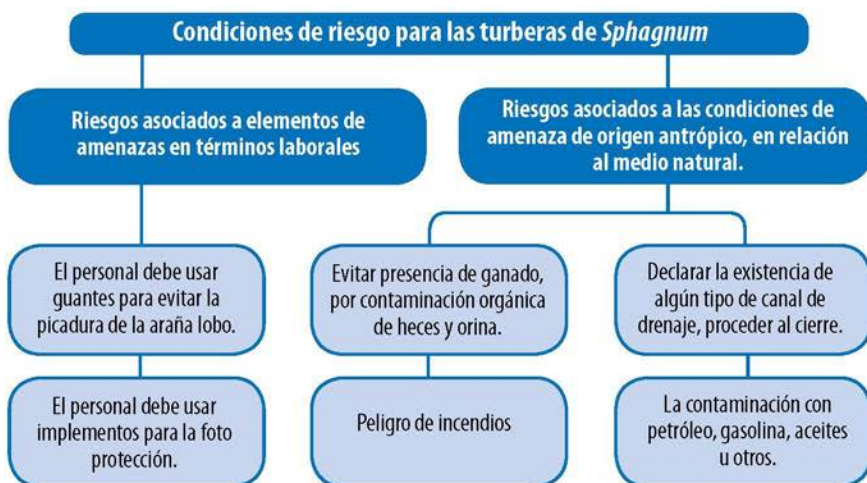 Condiciones de riesgo para las turberas de Sphagnum
Riesgos asociados a elementos de
amenazas en términos laborales
Riesgos asociados a las condiciones de
amenaza de origen antrópico, en relación
al medio natural.
El personal debe usar
guantes para evitar la
picadura de la araña lobo.
Evitar presencia de ganado,
por contaminación orgánica
de heces y orina.
Declarar la existencia de
algún tipo de canal de
drenaje, proceder al cierre.
El personal debe usar
implementos para la foto
protección.
Peligro de incendios
La contaminación con
petróleo, gasolina, aceites
u otros.